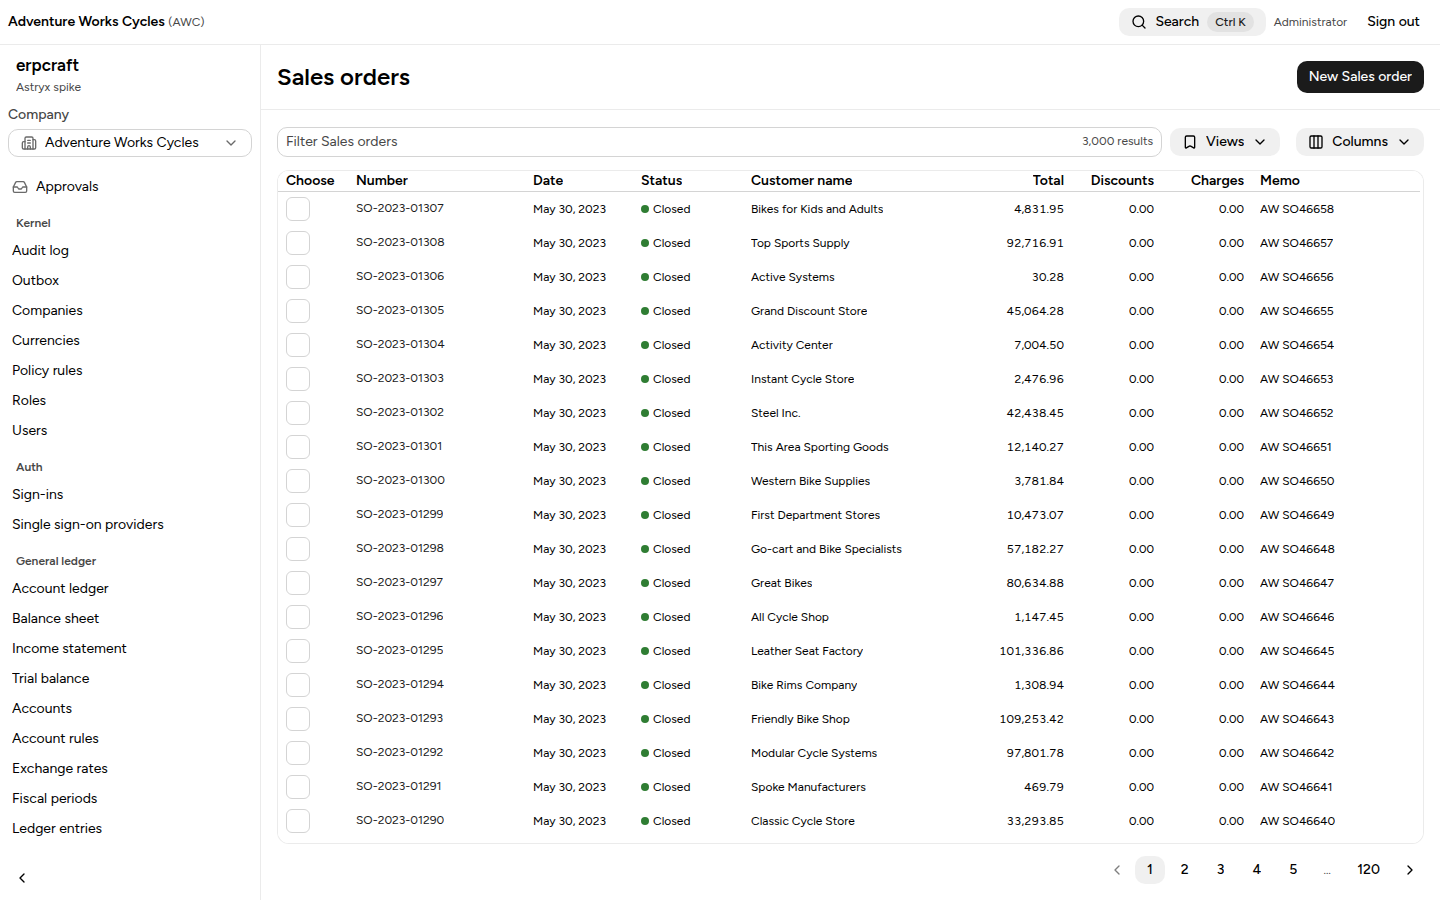 Adventure Works Cycles (AWC)
Search Ctrl K Administrator Sign out
erpcraft
Astryx spike
Company
Adventure Works Cycles
Approvals
Kernel
Audit log
Outbox
Companies
Currencies
Policy rules
Roles
Users
Auth
Sign-ins
Single sign-on providers
General ledger
Account ledger
Balance sheet
Income statement
Trial balance
Accounts
Account rules
Exchange rates
Fiscal periods
Ledger entries
Sales orders
New Sales order
Filter Sales orders 3,000 results Views Columns
Choose Number Date Status Customer name Total Discounts Charges Memo
SO-2023-01307 May 30, 2023 Closed Bikes for Kids and Adults 4,831.95 0.00 0.00 AW SO46658
SO-2023-01308 May 30, 2023 Closed Top Sports Supply 92,716.91 0.00 0.00 AW SO46657
SO-2023-01306 May 30, 2023 Closed Active Systems 30.28 0.00 0.00 AW SO46656
SO-2023-01305 May 30, 2023 Closed Grand Discount Store 45,064.28 0.00 0.00 AW SO46655
SO-2023-01304 May 30, 2023 Closed Activity Center 7,004.50 0.00 0.00 AW SO46654
SO-2023-01303 May 30, 2023 Closed Instant Cycle Store 2,476.96 0.00 0.00 AW SO46653
SO-2023-01302 May 30, 2023 Closed Steel Inc. 42,438.45 0.00 0.00 AW SO46652
SO-2023-01301 May 30, 2023 Closed This Area Sporting Goods 12,140.27 0.00 0.00 AW SO46651
SO-2023-01300 May 30, 2023 Closed Western Bike Supplies 3,781.84 0.00 0.00 AW SO46650
SO-2023-01299 May 30, 2023 Closed First Department Stores 10,473.07 0.00 0.00 AW SO46649
SO-2023-01298 May 30, 2023 Closed Go-cart and Bike Specialists 57,182.27 0.00 0.00 AW SO46648
SO-2023-01297 May 30, 2023 Closed Great Bikes 80,634.88 0.00 0.00 AW SO46647
SO-2023-01296 May 30, 2023 Closed All Cycle Shop 1,147.45 0.00 0.00 AW SO46646
SO-2023-01295 May 30, 2023 Closed Leather Seat Factory 101,336.86 0.00 0.00 AW SO46645
SO-2023-01294 May 30, 2023 Closed Bike Rims Company 1,308.94 0.00 0.00 AW SO46644
SO-2023-01293 May 30, 2023 Closed Friendly Bike Shop 109,253.42 0.00 0.00 AW SO46643
SO-2023-01292 May 30, 2023 Closed Modular Cycle Systems 97,801.78 0.00 0.00 AW SO46642
SO-2023-01291 May 30, 2023 Closed Spoke Manufacturers 469.79 0.00 0.00 AW SO46641
SO-2023-01290 May 30, 2023 Closed Classic Cycle Store 33,293.85 0.00 0.00 AW SO46640
1 2 3 4 5 ... 120